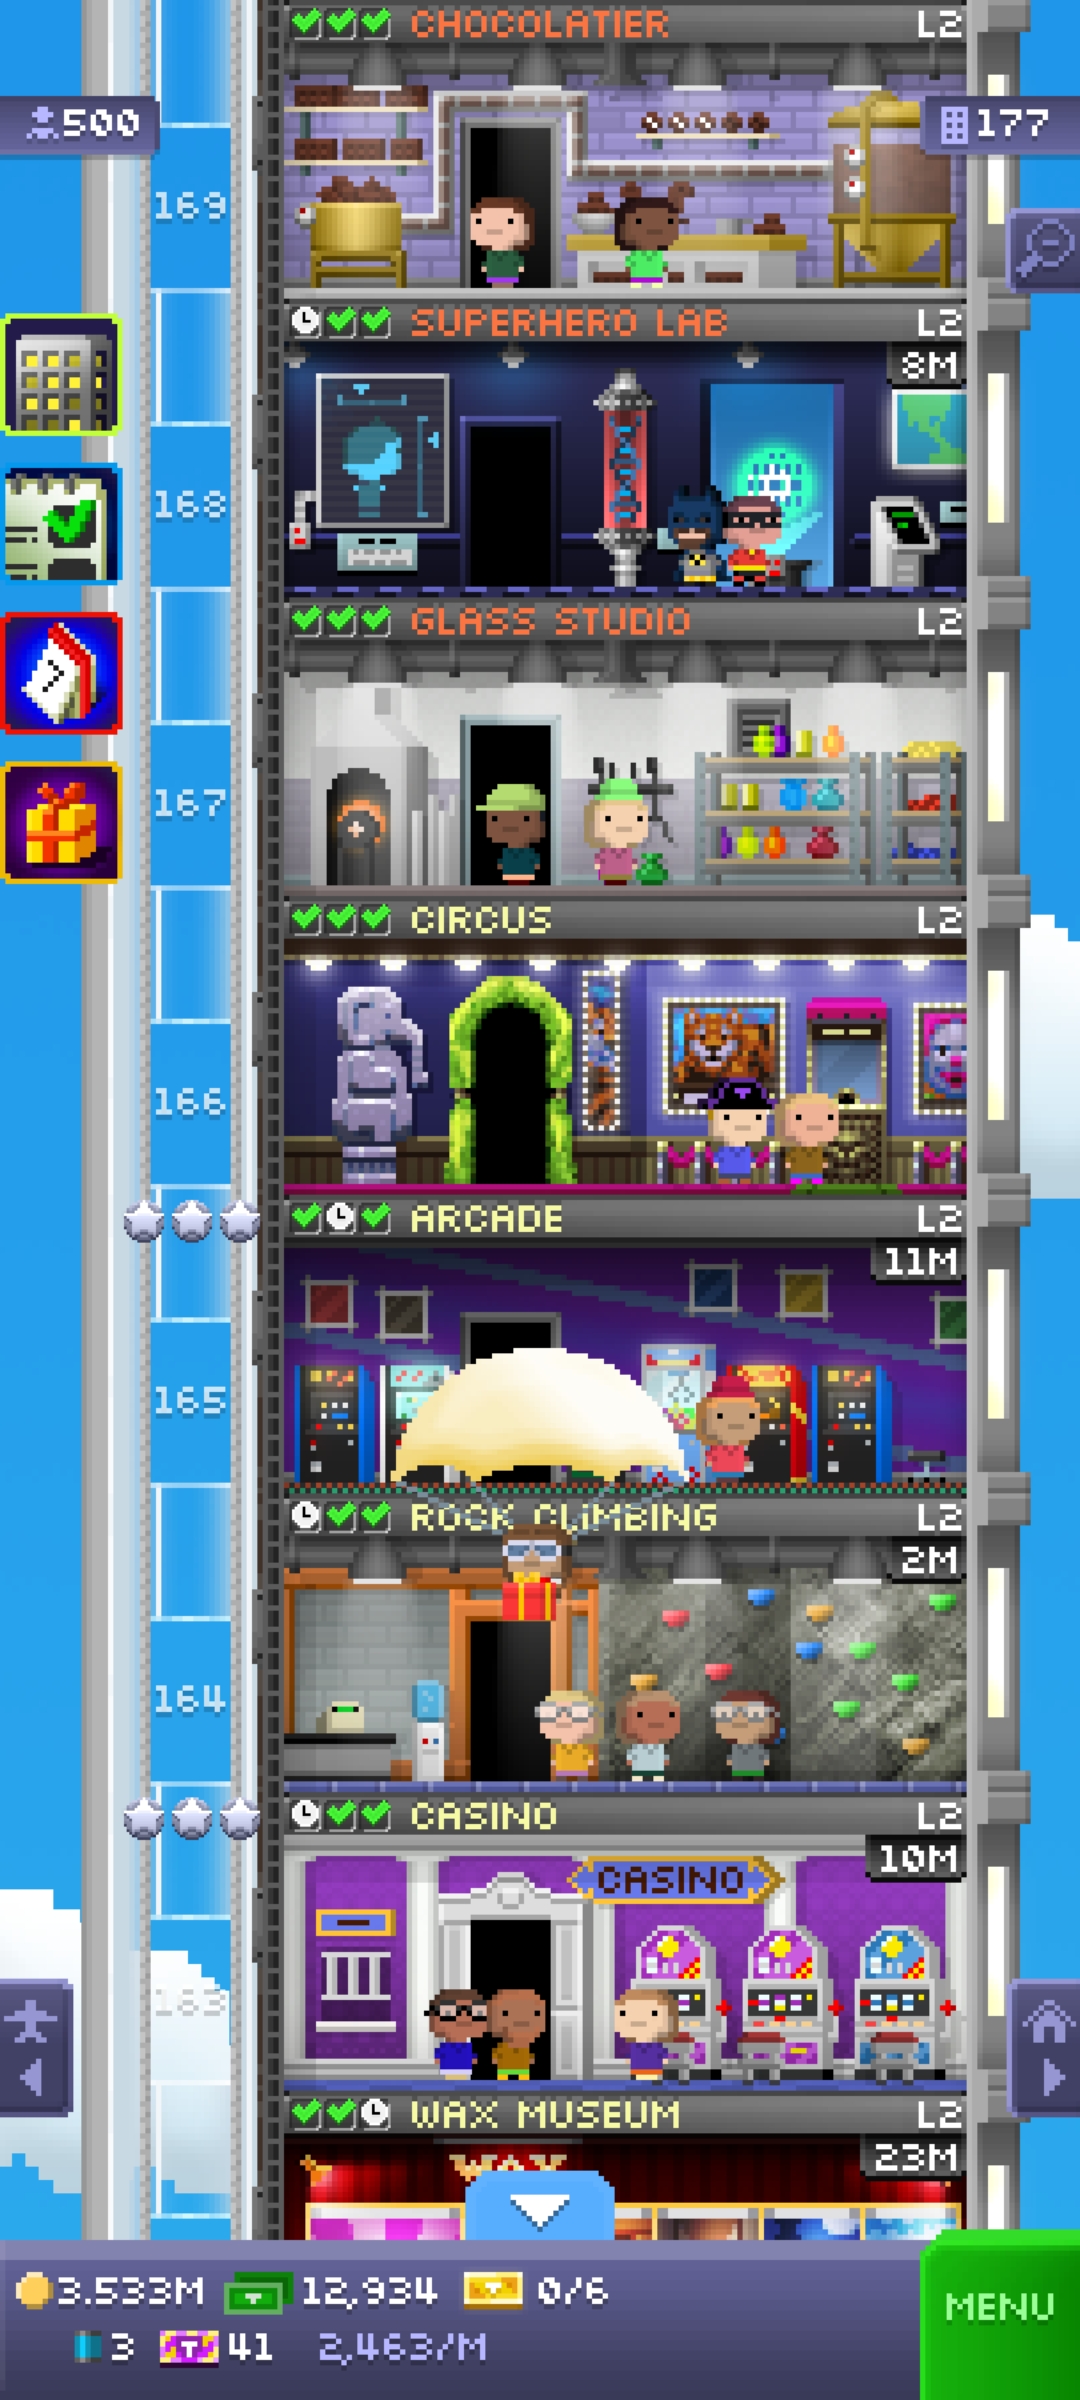 CHOCOLATIER L2
500
177
169
SUPERHERO LAB L2
8M
168
GLASS STUDIO L2
167
CIRCUS L2
166
ARCADE L2
11M
165
ROCK CLIMBING L2
2M
164
CASINO L2
10M
CASINO
163
WAX MUSEUM L2
23M
WAX
3.533M 12,934 0/6
MENU
3 41 2,463/M